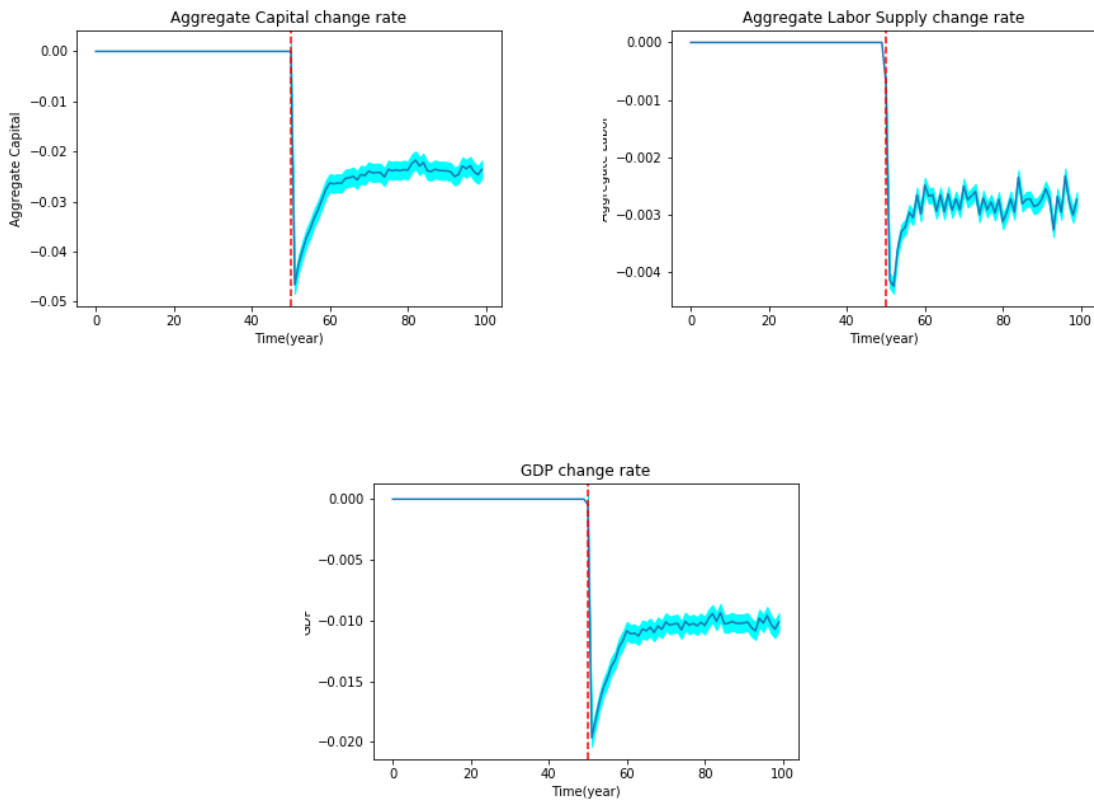 Aggregate Capital change rate
Aggregate Capital
0.00
−0.01
−0.02
−0.03
−0.04
−0.05
0 20 40 60 80 100
Time(year)
Aggregate Labor Supply change rate
Aggregate Labor
0.000
−0.001
−0.002
−0.003
−0.004
0 20 40 60 80 100
Time(year)
GDP change rate
GDP
0.000
−0.005
−0.010
−0.015
−0.020
0 20 40 60 80 100
Time(year)